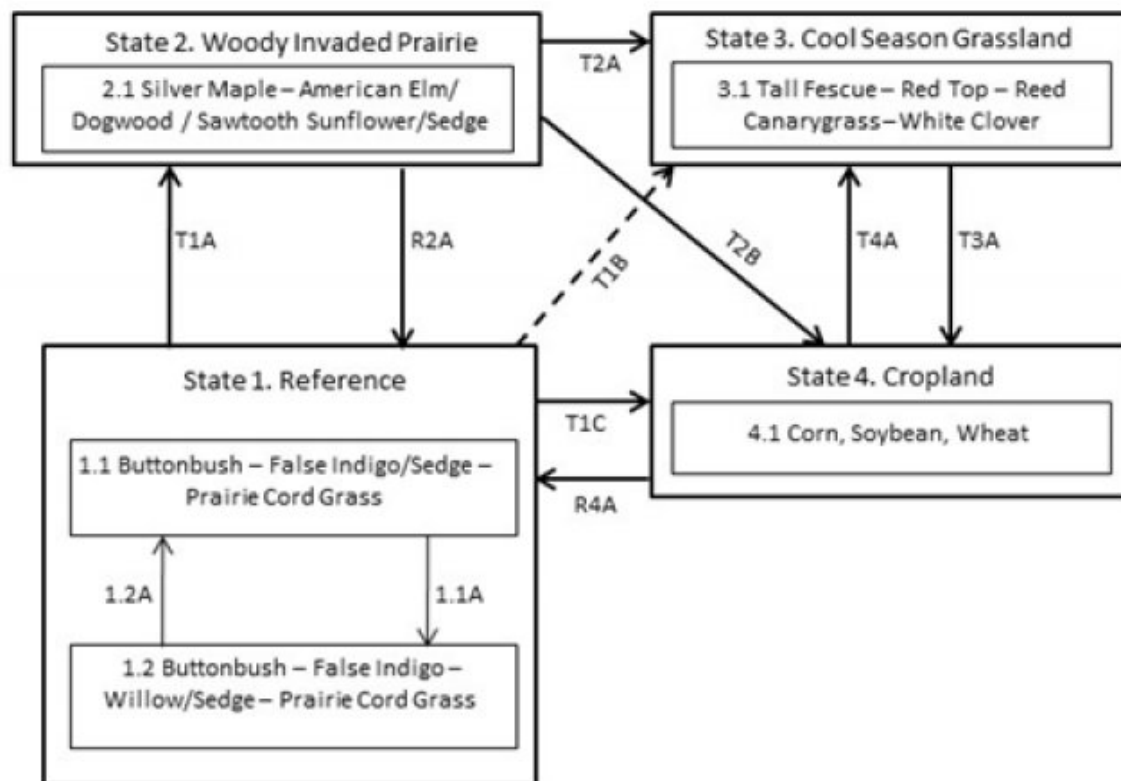 State 2. Woody Invaded Prairie
2.1 Silver Maple – American Elm/
Dogwood / Sawtooth Sunflower/Sedge
T2A
State 3. Cool Season Grassland
3.1 Tall Fescue – Red Top – Reed
Canarygrass – White Clover
T1A
R2A
T1B
T2B
T4A
T3A
State 1. Reference
1.1 Buttonbush – False Indigo/Sedge –
Prairie Cord Grass
1.2A
1.1A
1.2 Buttonbush – False Indigo –
Willow/Sedge – Prairie Cord Grass
T1C
R4A
State 4. Cropland
4.1 Corn, Soybean, Wheat